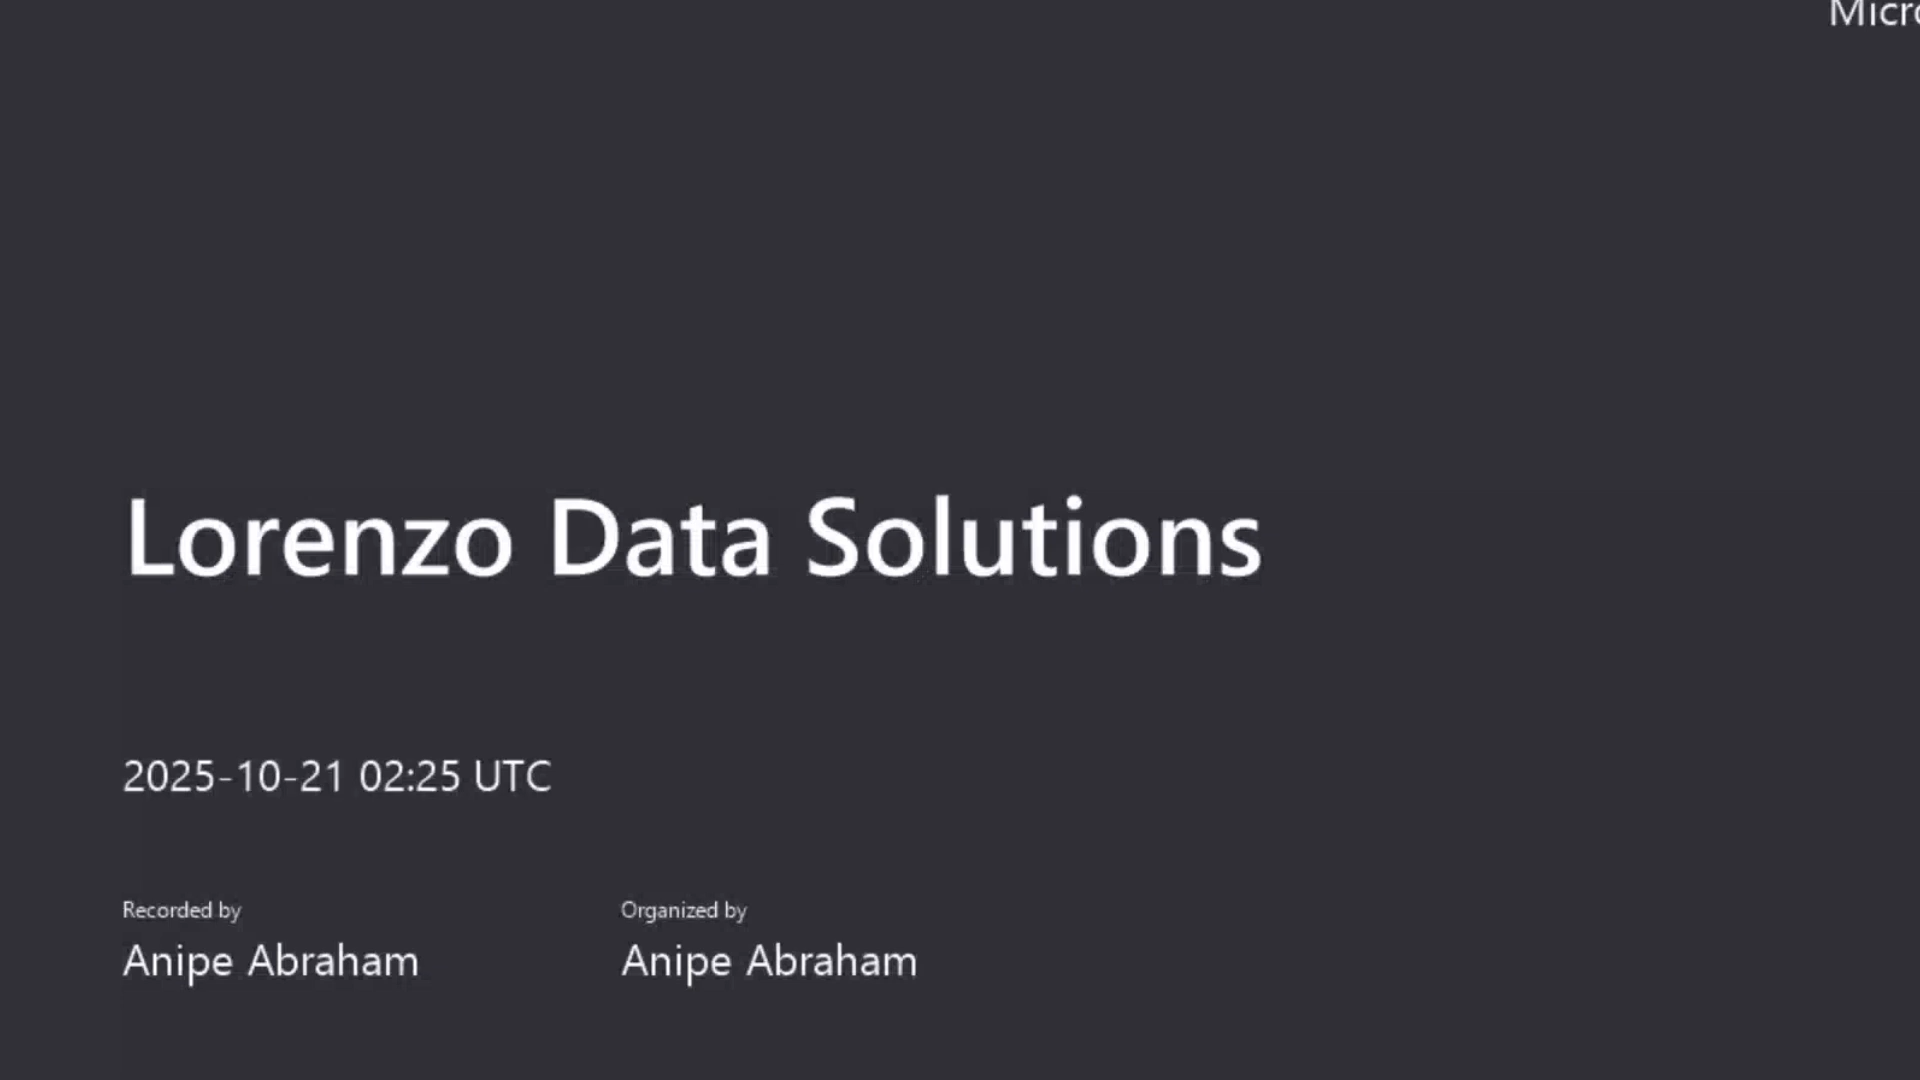 Lorenzo Data Solutions
2025-10-21 02:25 UTC
Recorded by
Anipe Abraham
Organized by
Anipe Abraham